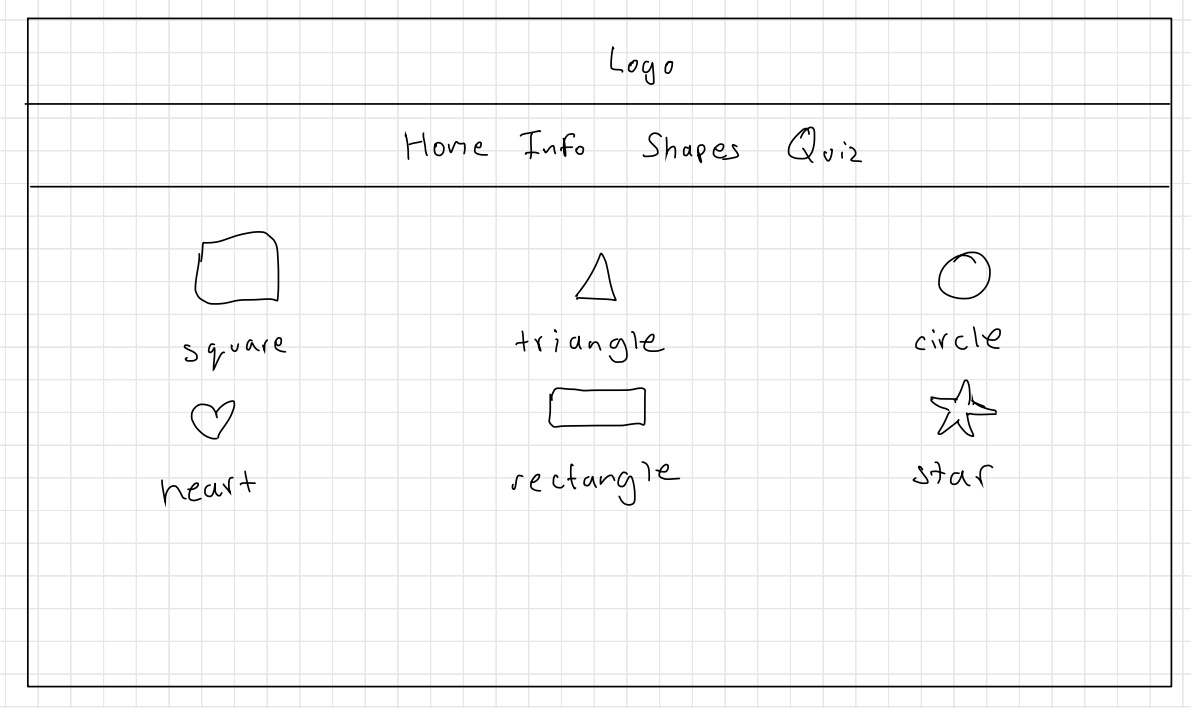 Logo
Home Info Shapes Quiz
square triangle circle
heart rectangle star